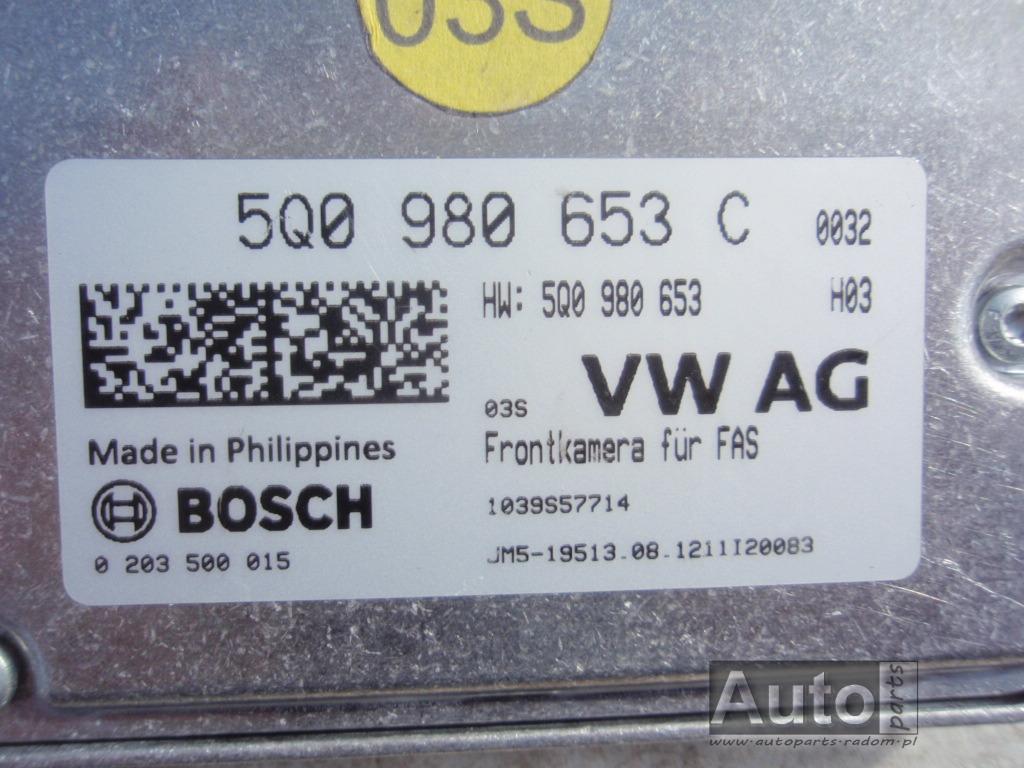 03S
5Q0 980 653 C 0032
HW: 5Q0 980 653 H03
VW AG
03S
Made in Philippines
Frontkamera für FAS
BOSCH
1039S57714
0 203 500 015
JM5-19513.08.1211I20083
Auto parts
www.autoparts-radom.pl